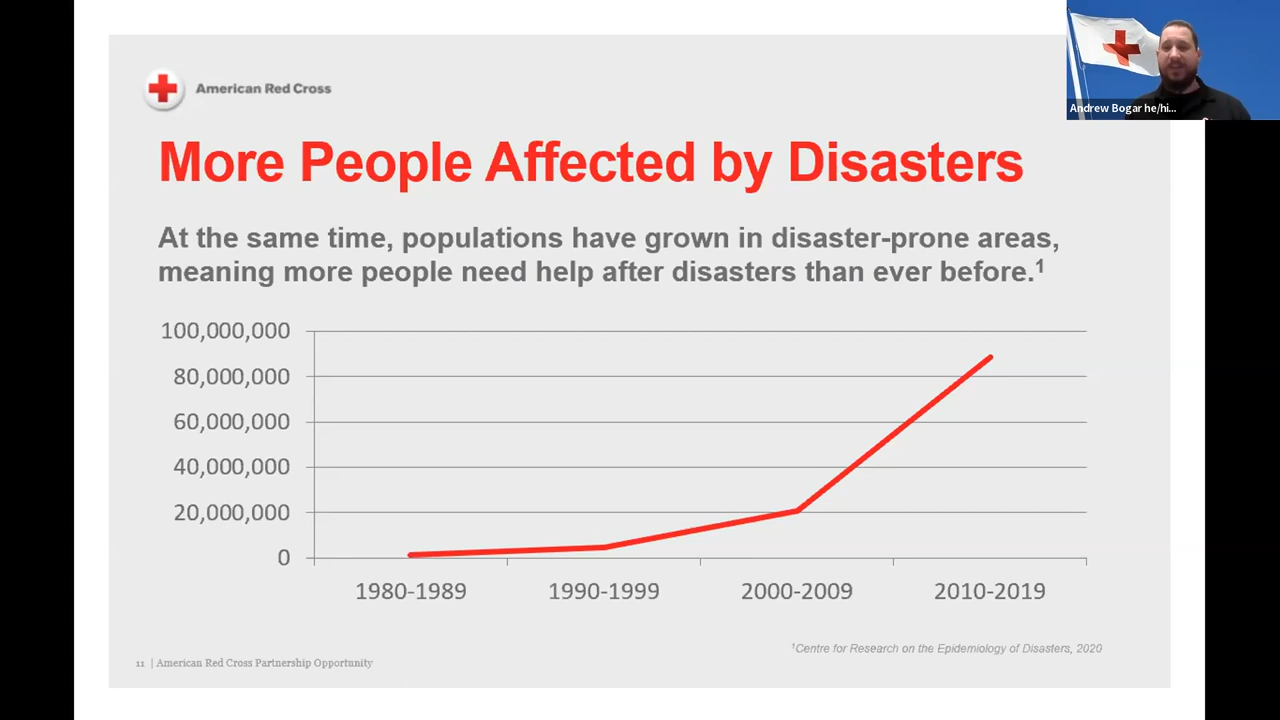 American Red Cross
Andrew Bogar he/hi...
More People Affected by Disasters
At the same time, populations have grown in disaster-prone areas,
meaning more people need help after disasters than ever before.¹
100,000,000
80,000,000
60,000,000
40,000,000
20,000,000
0
1980-1989
1990-1999
2000-2009
2010-2019
¹Centre for Research on the Epidemiology of Disasters, 2020
11 | American Red Cross Partnership Opportunity